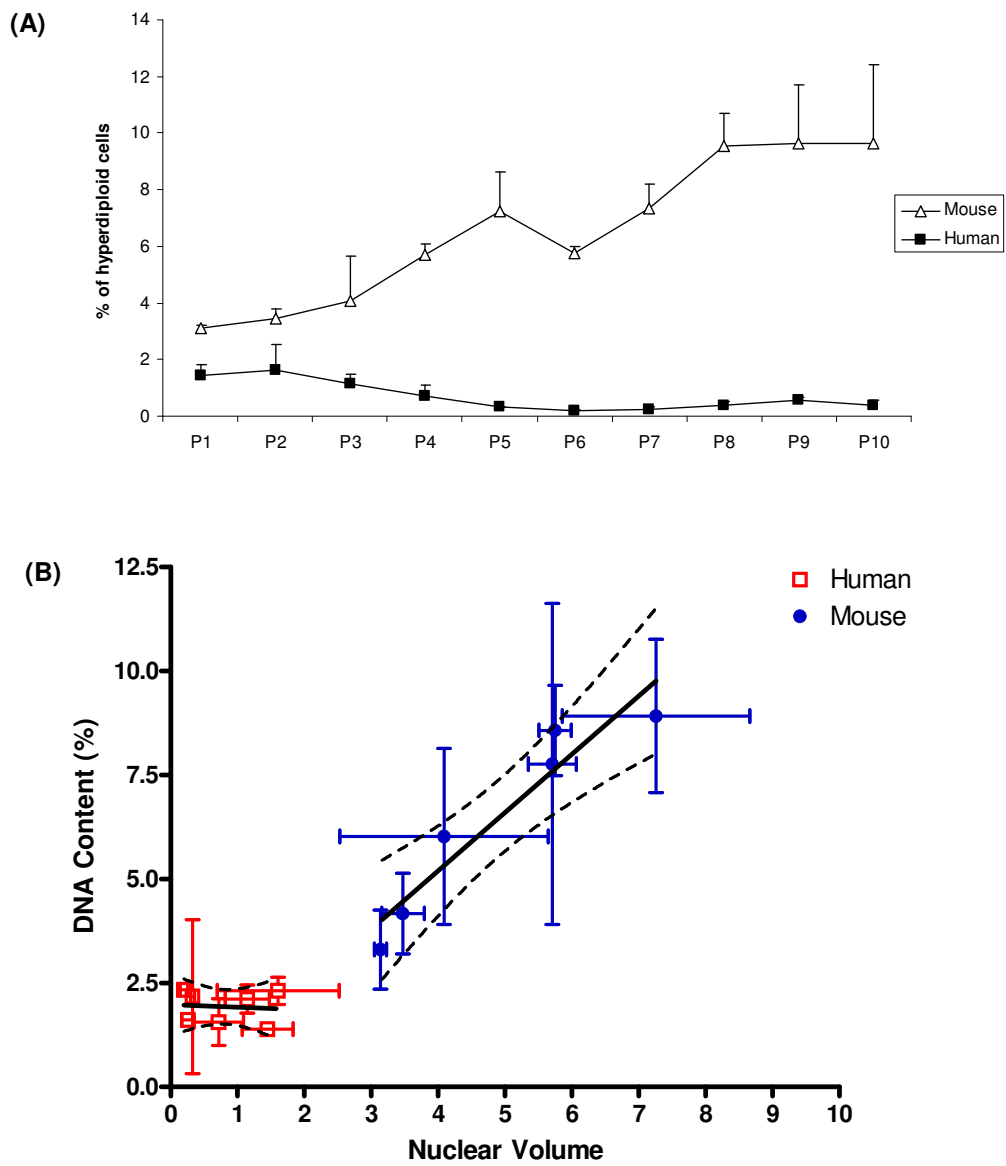 (A)
14
12
10
8
6
4
2
0
% of hyperdiploid cells
P1 P2 P3 P4 P5 P6 P7 P8 P9 P10
Mouse
Human
(B)
12.5
10.0
7.5
5.0
2.5
0.0
DNA Content (%)
Human
Mouse
0 1 2 3 4 5 6 7 8 9 10
Nuclear Volume